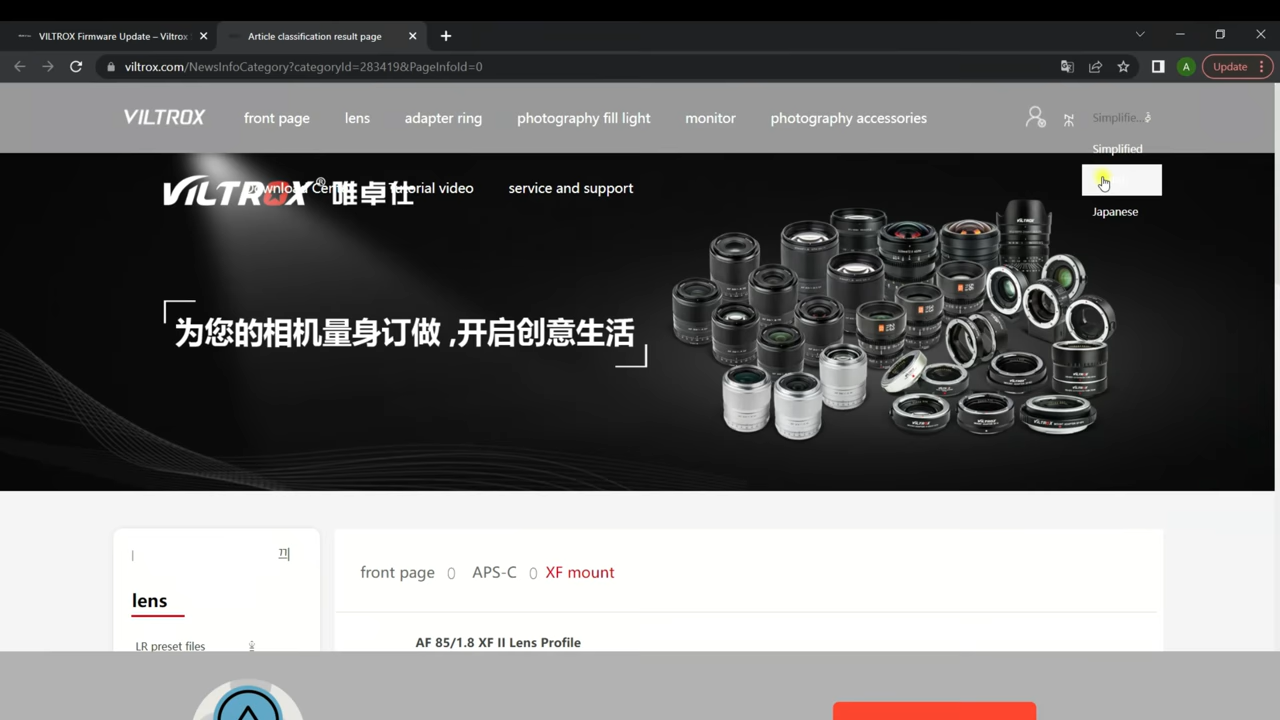 VILTROX Firmware Update – Viltrox
Article classification result page
viltrox.com/NewsInfoCategory?categoryId=283419&PageInfoId=0
A
Update
VILTROX
front page
lens
adapter ring
photography fill light
monitor
photography accessories
Simplifie...
Simplified
Japanese
VILTROX® 唯卓仕
Tutorial video
service and support
为您的相机量身订做 ,开启创意生活
front page
APS-C
XF mount
lens
AF 85/1.8 XF II Lens Profile
LR preset files